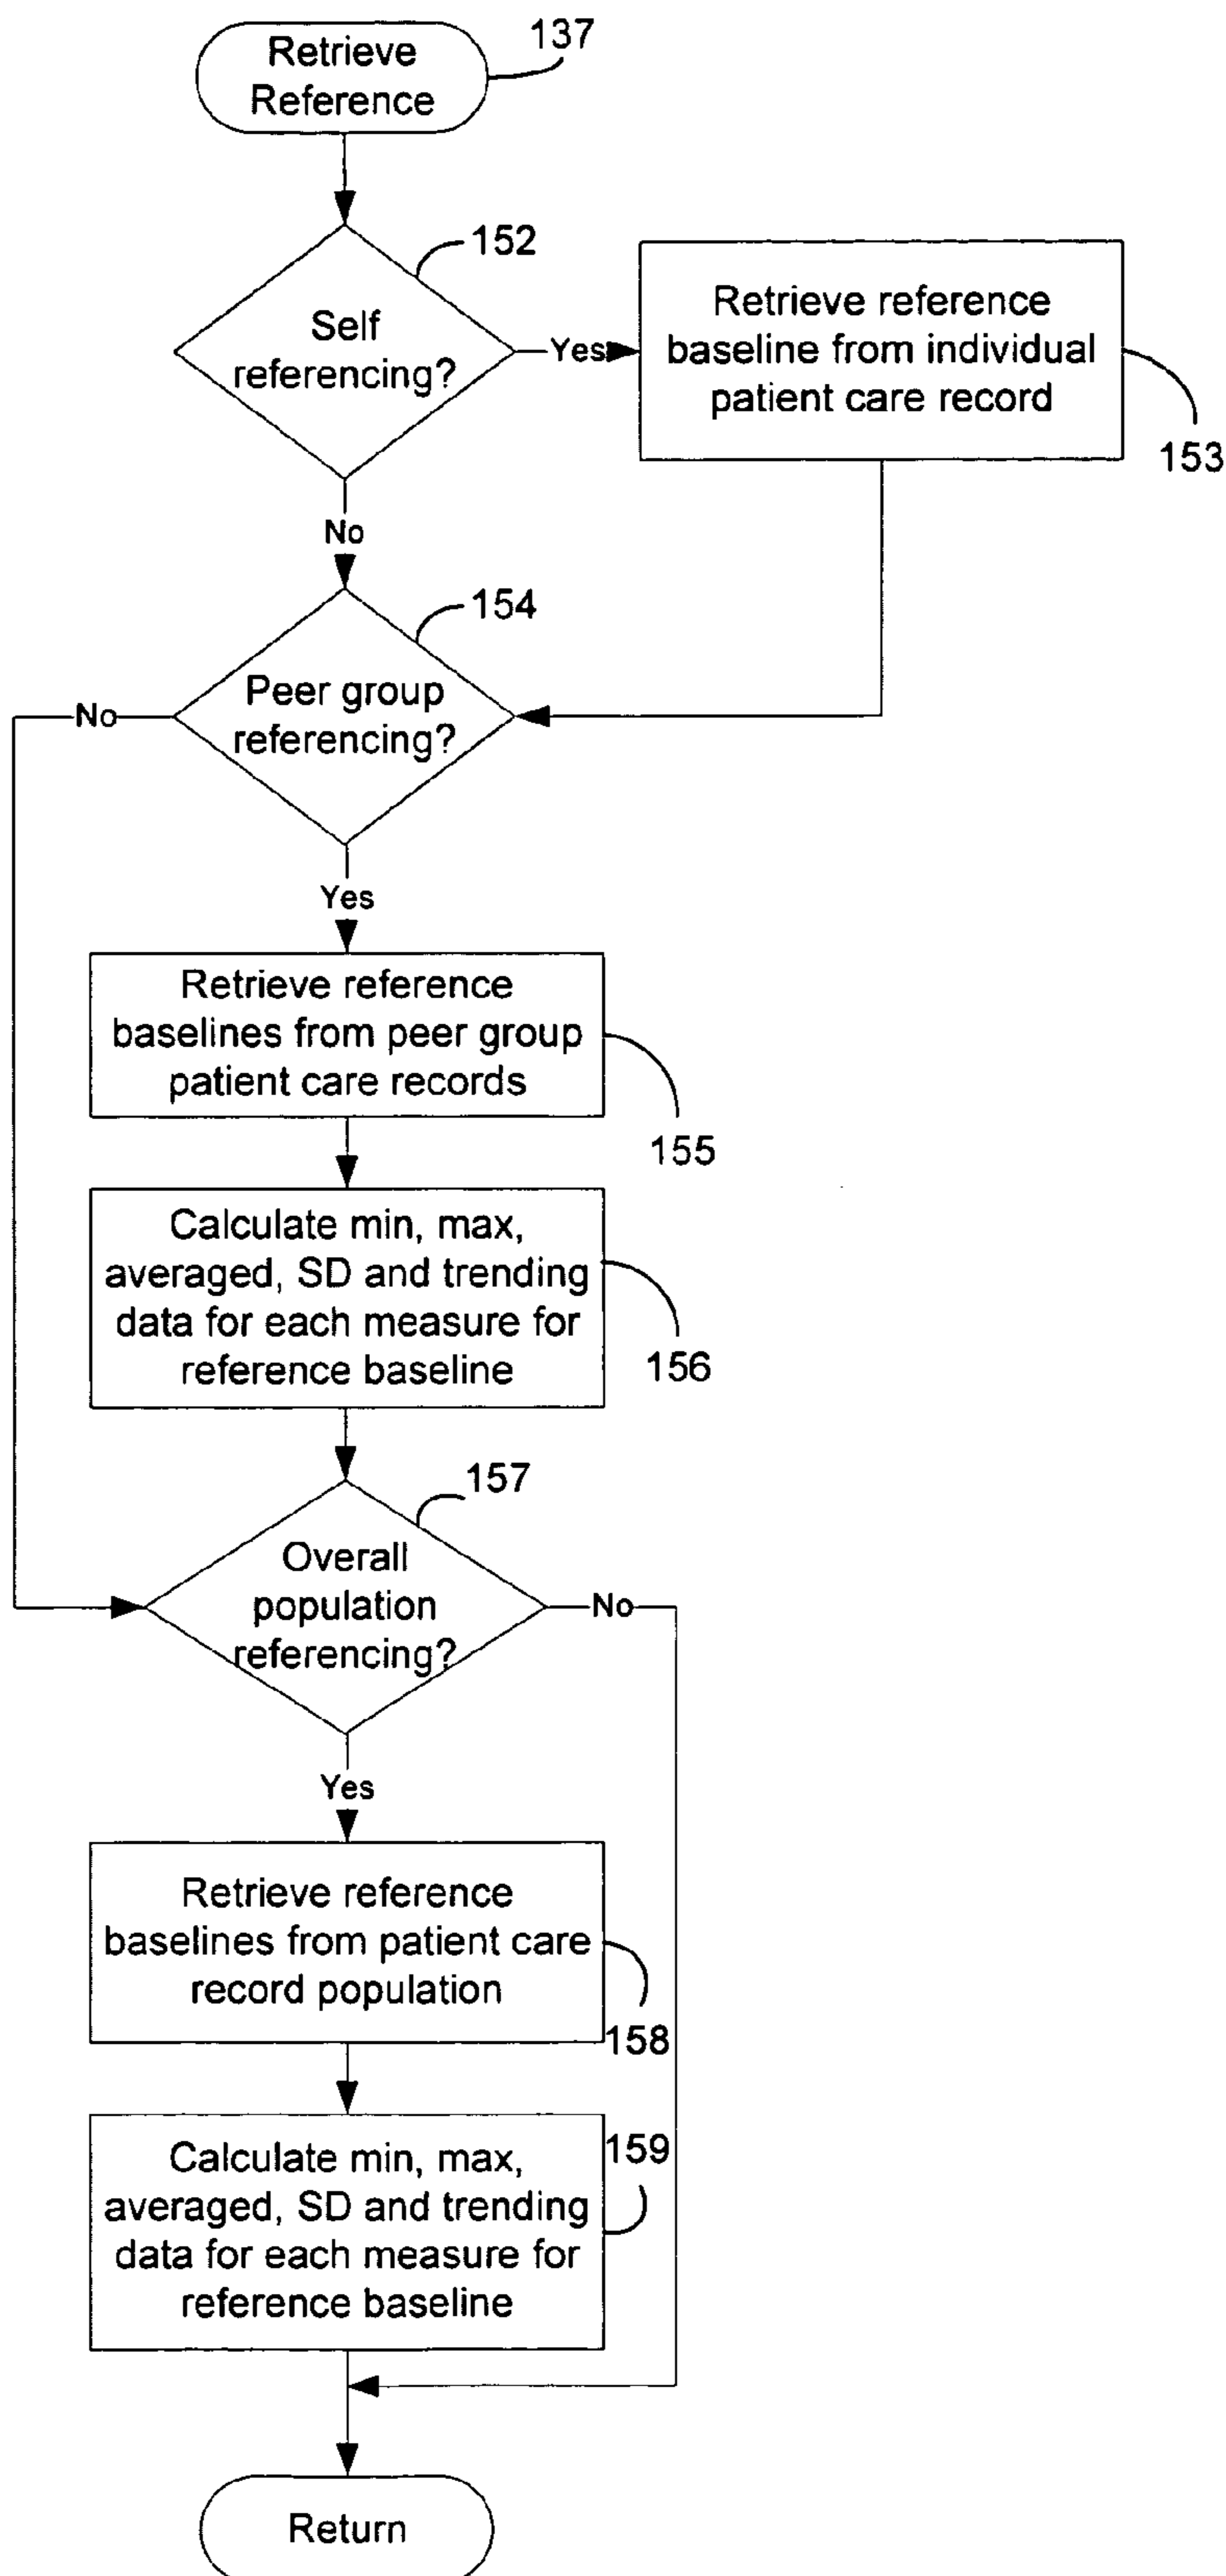 Retrieve
Reference
137
152
Self
referencing?
Yes
Retrieve reference
baseline from individual
patient care record
153
No
154
Peer group
referencing?
No
Yes
Retrieve reference
baselines from peer group
patient care records
155
Calculate min, max,
averaged, SD and trending
data for each measure for
reference baseline
156
157
Overall
population
referencing?
No
Yes
Retrieve reference
baselines from patient care
record population
158
Calculate min, max,
averaged, SD and trending
data for each measure for
reference baseline
159
Return